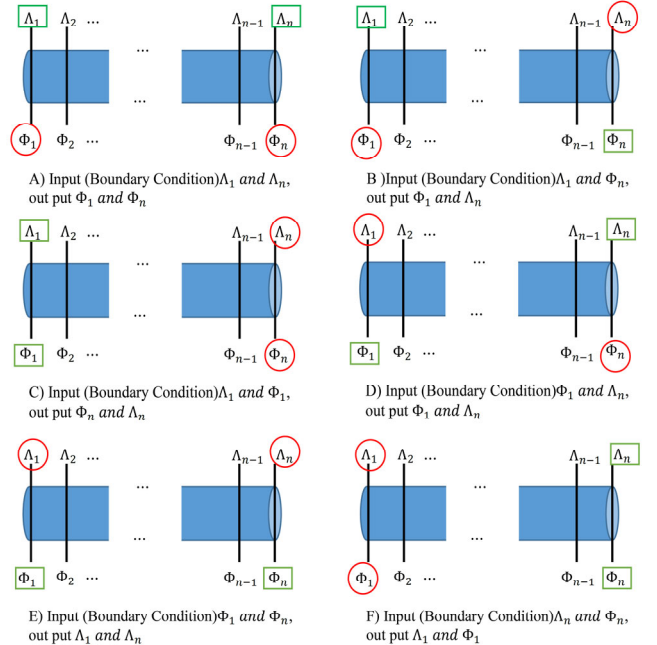 Λ₁ Λ₂ ... Λₙ₋₁ Λₙ
...
...
Φ₁ Φ₂ ... Φₙ₋₁ Φₙ
A) Input (Boundary Condition)Λ₁ and Λₙ,
out put Φ₁ and Φₙ
Λ₁ Λ₂ ... Λₙ₋₁ Λₙ
...
...
Φ₁ Φ₂ ... Φₙ₋₁ Φₙ
B )Input (Boundary Condition)Λ₁ and Φₙ,
out put Φ₁ and Λₙ
Λ₁ Λ₂ ... Λₙ₋₁ Λₙ
...
...
Φ₁ Φ₂ ... Φₙ₋₁ Φₙ
C) Input (Boundary Condition)Λ₁ and Φ₁,
out put Φₙ and Λₙ
Λ₁ Λ₂ ... Λₙ₋₁ Λₙ
...
...
Φ₁ Φ₂ ... Φₙ₋₁ Φₙ
D) Input (Boundary Condition)Φ₁ and Λₙ,
out put Φ₁ and Λₙ
Λ₁ Λ₂ ... Λₙ₋₁ Λₙ
...
...
Φ₁ Φ₂ ... Φₙ₋₁ Φₙ
E) Input (Boundary Condition)Φ₁ and Φₙ,
out put Λ₁ and Λₙ
Λ₁ Λ₂ ... Λₙ₋₁ Λₙ
...
...
Φ₁ Φ₂ ... Φₙ₋₁ Φₙ
F) Input (Boundary Condition)Λₙ and Φₙ,
out put Λ₁ and Φ₁